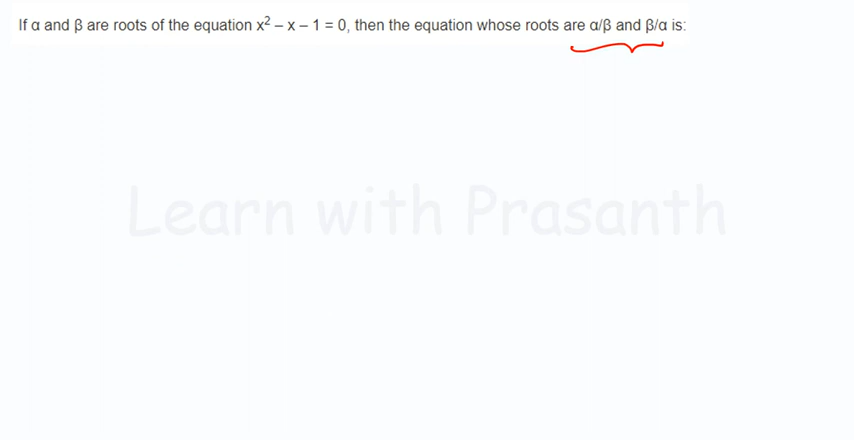 If α and β are roots of the equation x² – x – 1 = 0, then the equation whose roots are α/β and β/α is:
Learn with Prasanth